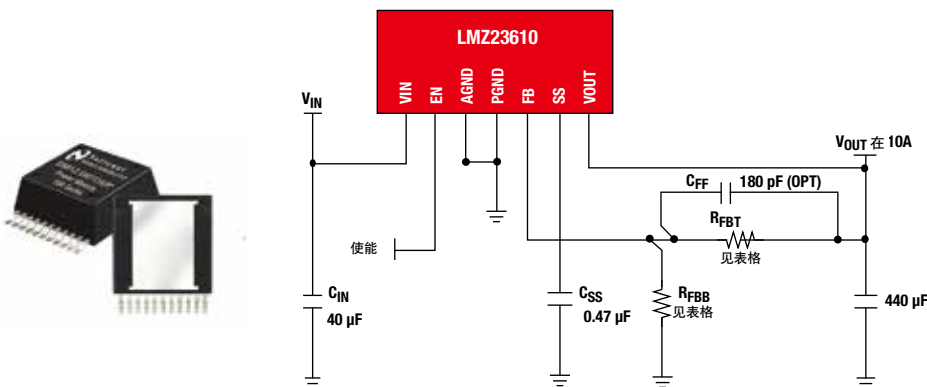 LMZ23610
VIN
EN
AGND
PGND
FB
SS
VOUT
VIN
VOUT 在 10A
CFF
180 pF (OPT)
RFBT
见表格
使能
CIN
40 µF
CSS
0.47 µF
RFBB
见表格
440 µF